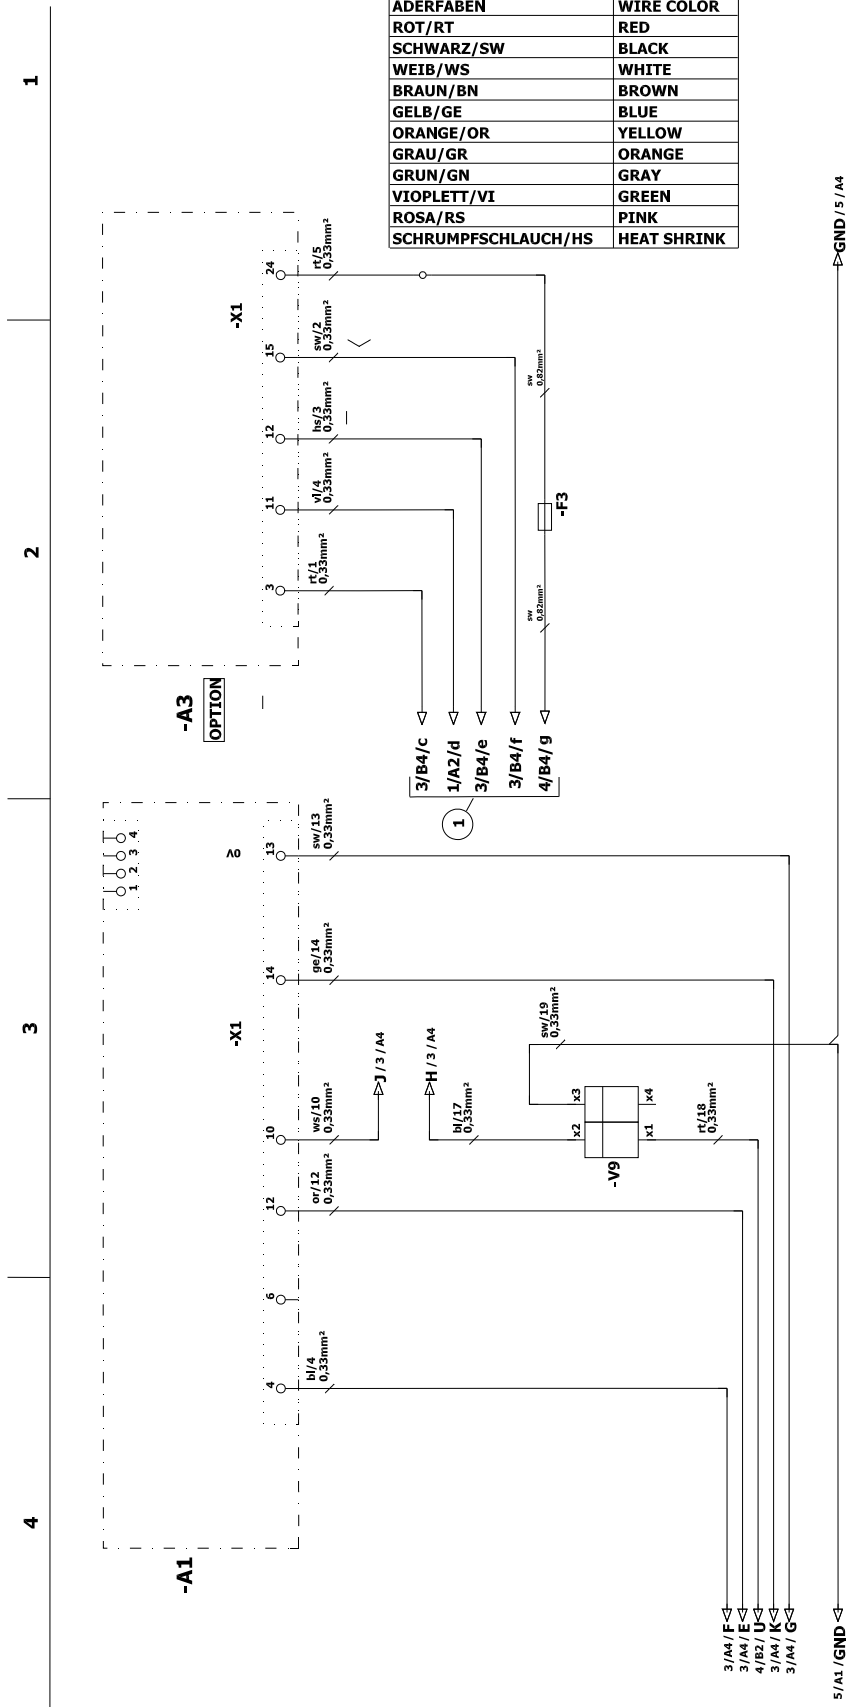 ADERFABEN WIRE COLOR
ROT/RT RED
SCHWARZ/SW BLACK
WEIB/WS WHITE
BRAUN/BN BROWN
GELB/GE BLUE
ORANGE/OR YELLOW
GRAU/GR ORANGE
GRUN/GN GRAY
VIOPLETT/VI GREEN
ROSA/RS PINK
SCHRUMPFSCHLAUCH/HS HEAT SHRINK
1
2
3
4
-A3
OPTION
-X1
24
15
12
11
3
rt/5
0,33mm²
sw/2
0,33mm²
hs/3
0,33mm²
vl/4
0,33mm²
rt/1
0,33mm²
sw
0,82mm²
-F3
sw
0,82mm²
3/B4/c
1/A2/d
3/B4/e
3/B4/f
4/B4/ g
1
GND / 5 / A4
-A1
4
3
2
1
0V
-X1
13
14
10
12
6
4
sw/13
0,33mm²
ge/14
0,33mm²
ws/10
0,33mm²
or/12
0,33mm²
bl/4
0,33mm²
J / 3 / A4
H / 3 / A4
bl/17
0,33mm²
sw/19
0,33mm²
x3
x4
x2
x1
-V9
rt/18
0,33mm²
3/A4/ F
3/A4/ E
4/B2/ U
3/A4/ K
3/A4/ G
5/A1 /GND